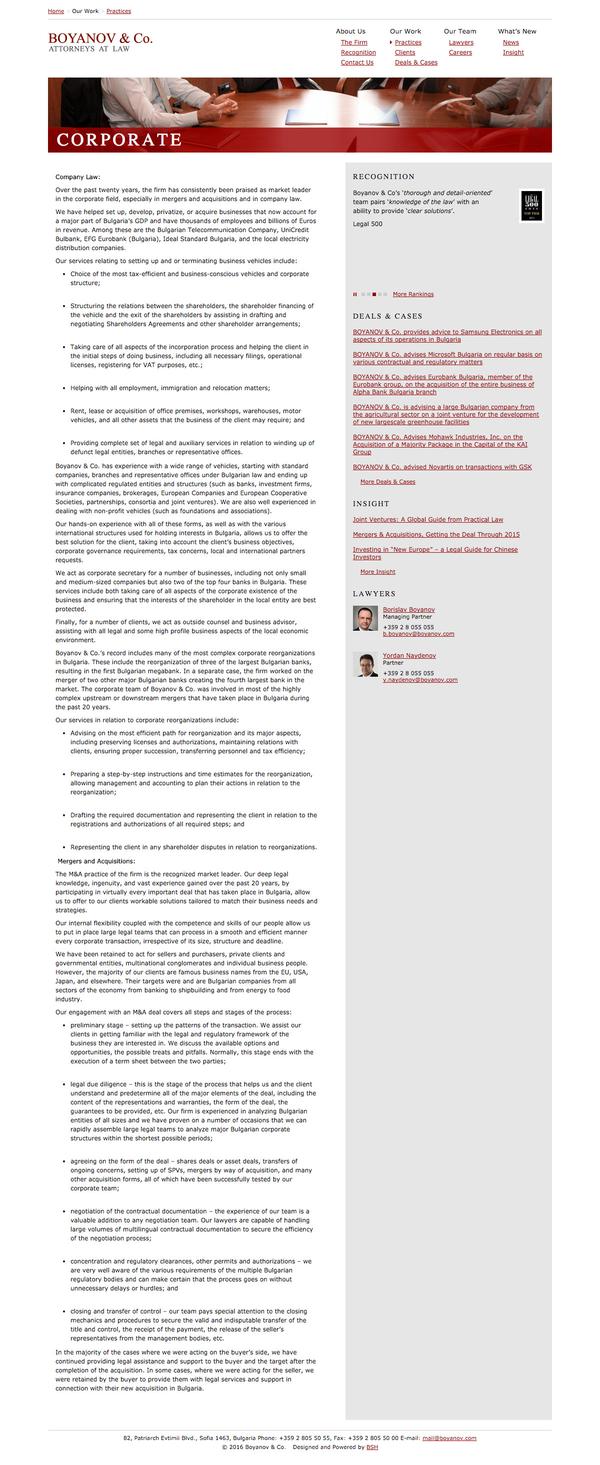 Home · Our Work · Practices
BOYANOV & Co.
ATTORNEYS AT LAW
About Us
The Firm
Recognition
Contact Us
Our Work
Practices
Clients
Deals & Cases
Our Team
Lawyers
Careers
What's New
News
Insight
CORPORATE
Company Law:
Over the past twenty years, the firm has consistently been praised as market leader
in the corporate field, especially in mergers and acquisitions and in company law.
We have helped set up, develop, privatize, or acquire businesses that now account for
a major part of Bulgaria's GDP and have thousands of employees and billions of Euros
in revenue. Among these are the Bulgarian Telecommunication Company, UniCredit
Bulbank, EFG Eurobank (Bulgaria), Ideal Standard Bulgaria, and the local electricity
distribution companies.
Our services relating to setting up and or terminating business vehicles include:
• Choice of the most tax-efficient and business-conscious vehicles and corporate
structure;
• Structuring the relations between the shareholders, the shareholder financing of
the vehicle and the exit of the shareholders by assisting in drafting and
negotiating Shareholders Agreements and other shareholder arrangements;
• Taking care of all aspects of the incorporation process and helping the client in
the initial steps of doing business, including all necessary filings, operational
licenses, registering for VAT purposes, etc.;
• Helping with all employment, immigration and relocation matters;
• Rent, lease or acquisition of office premises, workshops, warehouses, motor
vehicles, and all other assets that the business of the client may require; and
• Providing complete set of legal and auxiliary services in relation to winding up of
defunct legal entities, branches or representative offices.
Boyanov & Co. has experience with a wide range of vehicles, starting with standard
companies, branches and representative offices under Bulgarian law and ending up
with complicated regulated entities and structures (such as banks, investment firms,
insurance companies, brokerages, European Companies and European Cooperative
Societies, partnerships, consortia and joint ventures). We are also well experienced in
dealing with non-profit vehicles (such as foundations and associations).
Our hands-on experience with all of these forms, as well as with the various
international structures used for holding interests in Bulgaria, allows us to offer the
best solution for the client, taking into account the client's business objectives,
corporate governance requirements, tax concerns, local and international partners
requests.
We act as corporate secretary for a number of businesses, including not only small
and medium-sized companies but also two of the top four banks in Bulgaria. These
services include both taking care of all aspects of the corporate existence of the
business and ensuring that the interests of the shareholder in the local entity are best
protected.
Finally, for a number of clients, we act as outside counsel and business advisor,
assisting with all legal and some high profile business aspects of the local economic
environment.
Boyanov & Co.'s record includes many of the most complex corporate reorganizations
in Bulgaria. These include the reorganization of three of the largest Bulgarian banks,
resulting in the first Bulgarian megabank. In a separate case, the firm worked on the
merger of two other major Bulgarian banks creating the fourth largest bank in the
market. The corporate team of Boyanov & Co. was involved in most of the highly
complex upstream or downstream mergers that have taken place in Bulgaria during
the past 20 years.
Our services in relation to corporate reorganizations include:
• Advising on the most efficient path for reorganization and its major aspects,
including preserving licenses and authorizations, maintaining relations with
clients, ensuring proper succession, transferring personnel and tax efficiency;
• Preparing a step-by-step instructions and time estimates for the reorganization,
allowing management and accounting to plan their actions in relation to the
reorganization;
• Drafting the required documentation and representing the client in relation to the
registrations and authorizations of all required steps; and
• Representing the client in any shareholder disputes in relation to reorganizations.
Mergers and Acquisitions:
The M&A practice of the firm is the recognized market leader. Our deep legal
knowledge, ingenuity, and vast experience gained over the past 20 years, by
participating in virtually every important deal that has taken place in Bulgaria, allow
us to offer to our clients workable solutions tailored to match their business needs and
strategies.
Our internal flexibility coupled with the competence and skills of our people allow us
to put in place large legal teams that can process in a smooth and efficient manner
every corporate transaction, irrespective of its size, structure and deadline.
We have been retained to act for sellers and purchasers, private clients and
governmental entities, multinational conglomerates and individual business people.
However, the majority of our clients are famous business names from the EU, USA,
Japan, and elsewhere. Their targets were and are Bulgarian companies from all
sectors of the economy from banking to shipbuilding and from energy to food
industry.
Our engagement with an M&A deal covers all steps and stages of the process:
• preliminary stage – setting up the patterns of the transaction. We assist our
clients in getting familiar with the legal and regulatory framework of the
business they are interested in. We discuss the available options and
opportunities, the possible treats and pitfalls. Normally, this stage ends with the
execution of a term sheet between the two parties;
• legal due diligence – this is the stage of the process that helps us and the client
understand and predetermine all of the major elements of the deal, including the
content of the representations and warranties, the form of the deal, the
guarantees to be provided, etc. Our firm is experienced in analyzing Bulgarian
entities of all sizes and we have proven on a number of occasions that we can
rapidly assemble large legal teams to analyze major Bulgarian corporate
structures within the shortest possible periods;
• agreeing on the form of the deal – shares deals or asset deals, transfers of
ongoing concerns, setting up of SPVs, mergers by way of acquisition, and many
other acquisition forms, all of which have been successfully tested by our
corporate team;
• negotiation of the contractual documentation – the experience of our team is a
valuable addition to any negotiation team. Our lawyers are capable of handling
large volumes of multilingual contractual documentation to secure the efficiency
of the negotiation process;
• concentration and regulatory clearances, other permits and authorizations – we
are very well aware of the various requirements of the multiple Bulgarian
regulatory bodies and can make certain that the process goes on without
unnecessary delays or hurdles; and
• closing and transfer of control – our team pays special attention to the closing
mechanics and procedures to secure the valid and indisputable transfer of the
title and control, the receipt of the payment, the release of the seller's
representatives from the management bodies, etc.
In the majority of the cases where we were acting on the buyer's side, we have
continued providing legal assistance and support to the buyer and the target after the
completion of the acquisition. In some cases, where we were acting for the seller, we
were retained by the buyer to provide them with legal services and support in
connection with their new acquisition in Bulgaria.
RECOGNITION
Boyanov & Co's 'thorough and detail-oriented'
team pairs 'knowledge of the law' with an
ability to provide 'clear solutions'.
Legal 500
More Rankings
DEALS & CASES
BOYANOV & Co. provides advice to Samsung Electronics on all
aspects of its operations in Bulgaria
BOYANOV & Co. advises Microsoft Bulgaria on regular basis on
various contractual and regulatory matters
BOYANOV & Co. advises Eurobank Bulgaria, member of the
Eurobank group, on the acquisition of the entire business of
Alpha Bank Bulgaria branch
BOYANOV & Co. is advising a large Bulgarian company from
the agricultural sector on a joint venture for the development
of new largescale greenhouse facilities
BOYANOV & Co. Advises Mohawk Industries, Inc. on the
Acquisition of a Majority Package in the Capital of the KAI
Group
BOYANOV & Co. advised Novartis on transactions with GSK
More Deals & Cases
INSIGHT
Joint Ventures: A Global Guide from Practical Law
Mergers & Acquisitions, Getting the Deal Through 2015
Investing in "New Europe" – a Legal Guide for Chinese
Investors
More Insight
LAWYERS
Borislav Boyanov
Managing Partner
+359 2 8 055 055
b.boyanov@boyanov.com
Yordan Naydenov
Partner
+359 2 8 055 055
y.naydenov@boyanov.com
82, Patriarch Evtimii Blvd., Sofia 1463, Bulgaria Phone: +359 2 805 50 55, Fax: +359 2 805 50 00 E-mail: mail@boyanov.com
© 2016 Boyanov & Co. Designed and Powered by BSH